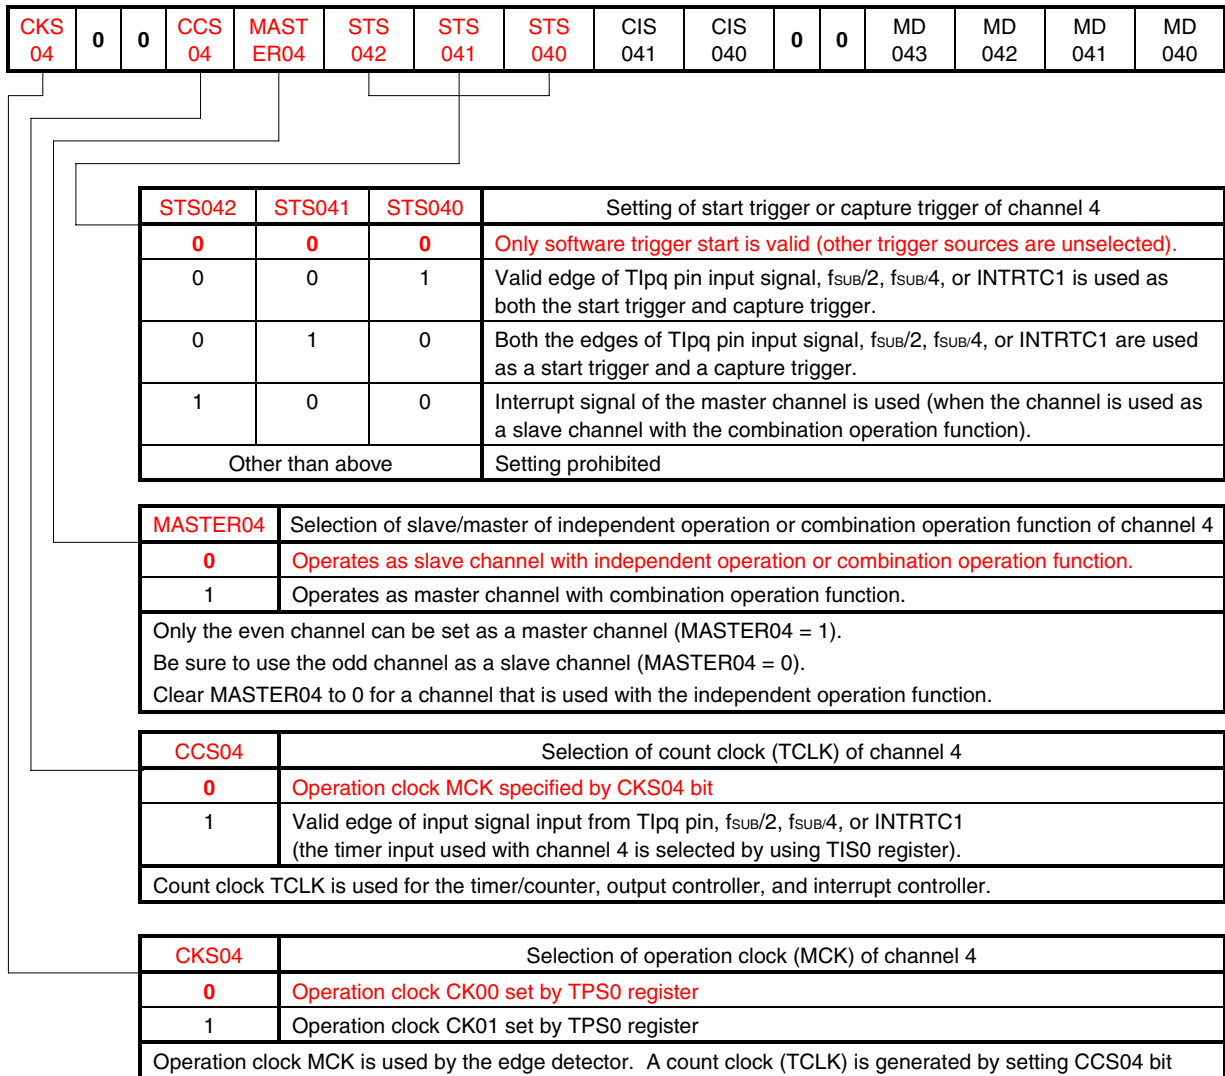 CKS 04 0 0 CCS 04 MAST ER04 STS 042 STS 041 STS 040 CIS 041 CIS 040 0 0 MD 043 MD 042 MD 041 MD 040
STS042 STS041 STS040 Setting of start trigger or capture trigger of channel 4
0 0 0 Only software trigger start is valid (other trigger sources are unselected).
0 0 1 Valid edge of TIpq pin input signal, fSUB/2, fSUB/4, or INTRTC1 is used as
both the start trigger and capture trigger.
0 1 0 Both the edges of TIpq pin input signal, fSUB/2, fSUB/4, or INTRTC1 are used
as a start trigger and a capture trigger.
1 0 0 Interrupt signal of the master channel is used (when the channel is used as
a slave channel with the combination operation function).
Other than above Setting prohibited
MASTER04 Selection of slave/master of independent operation or combination operation function of channel 4
0 Operates as slave channel with independent operation or combination operation function.
1 Operates as master channel with combination operation function.
Only the even channel can be set as a master channel (MASTER04 = 1).
Be sure to use the odd channel as a slave channel (MASTER04 = 0).
Clear MASTER04 to 0 for a channel that is used with the independent operation function.
CCS04 Selection of count clock (TCLK) of channel 4
0 Operation clock MCK specified by CKS04 bit
1 Valid edge of input signal input from TIpq pin, fSUB/2, fSUB/4, or INTRTC1
(the timer input used with channel 4 is selected by using TIS0 register).
Count clock TCLK is used for the timer/counter, output controller, and interrupt controller.
CKS04 Selection of operation clock (MCK) of channel 4
0 Operation clock CK00 set by TPS0 register
1 Operation clock CK01 set by TPS0 register
Operation clock MCK is used by the edge detector. A count clock (TCLK) is generated by setting CCS04 bit